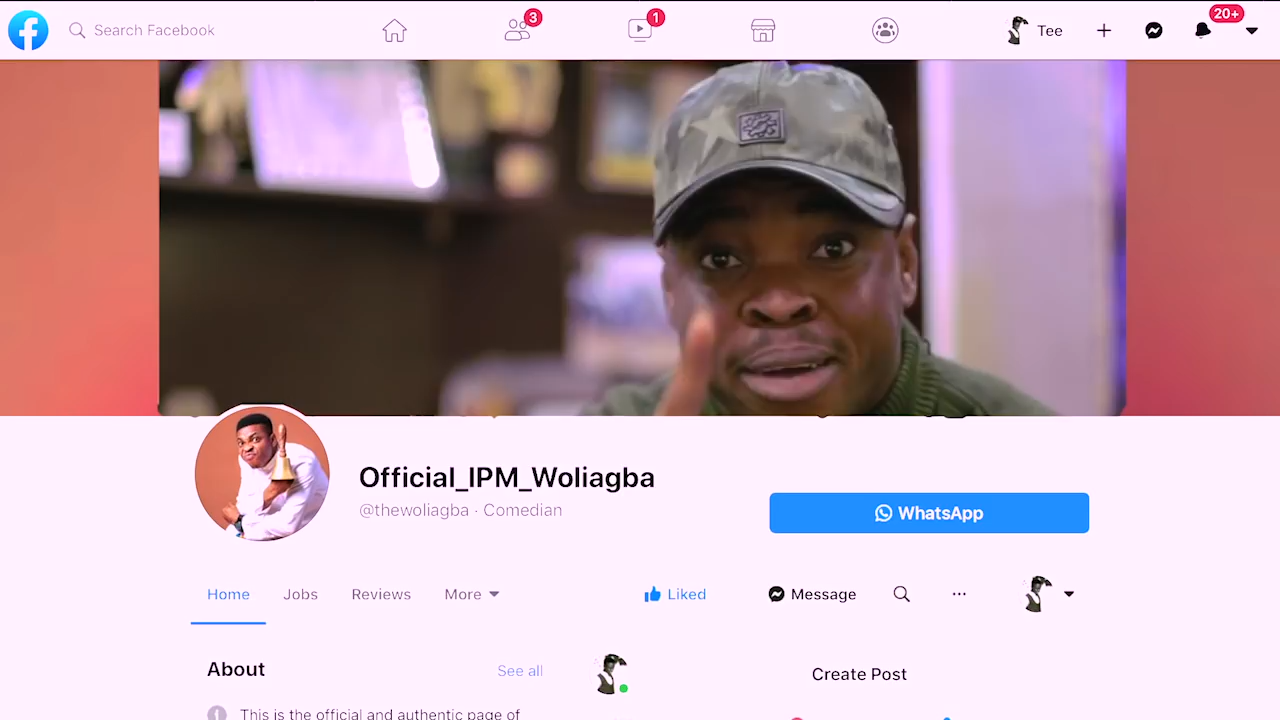 Search Facebook
3
1
Tee
20+
Official_IPM_Woliagba
@thewoliagba · Comedian
WhatsApp
Home
Jobs
Reviews
More
Liked
Message
About
See all
Create Post
This is the official and authentic page of